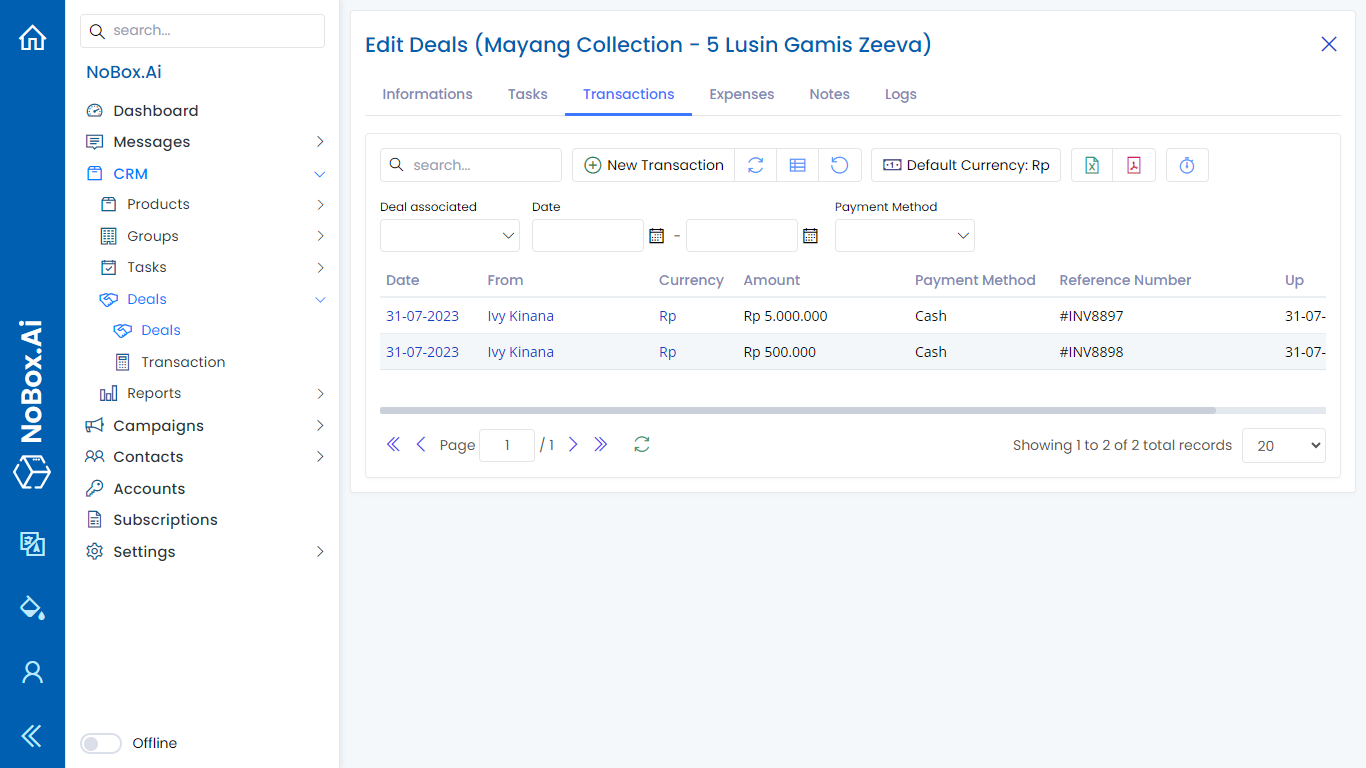 search...
NoBox.Ai
Dashboard
Messages
CRM
Products
Groups
Tasks
Deals
Deals
Transaction
Reports
Campaigns
Contacts
Accounts
Subscriptions
Settings
Offline
NoBox.Ai
Edit Deals (Mayang Collection - 5 Lusin Gamis Zeeva)
Informations Tasks Transactions Expenses Notes Logs
search... New Transaction Default Currency: Rp
Deal associated Date Payment Method
-
Date From Currency Amount Payment Method Reference Number Up
31-07-2023 Ivy Kinana Rp Rp 5.000.000 Cash #INV8897 31-07-
31-07-2023 Ivy Kinana Rp Rp 500.000 Cash #INV8898 31-07-
Page 1 / 1 Showing 1 to 2 of 2 total records 20